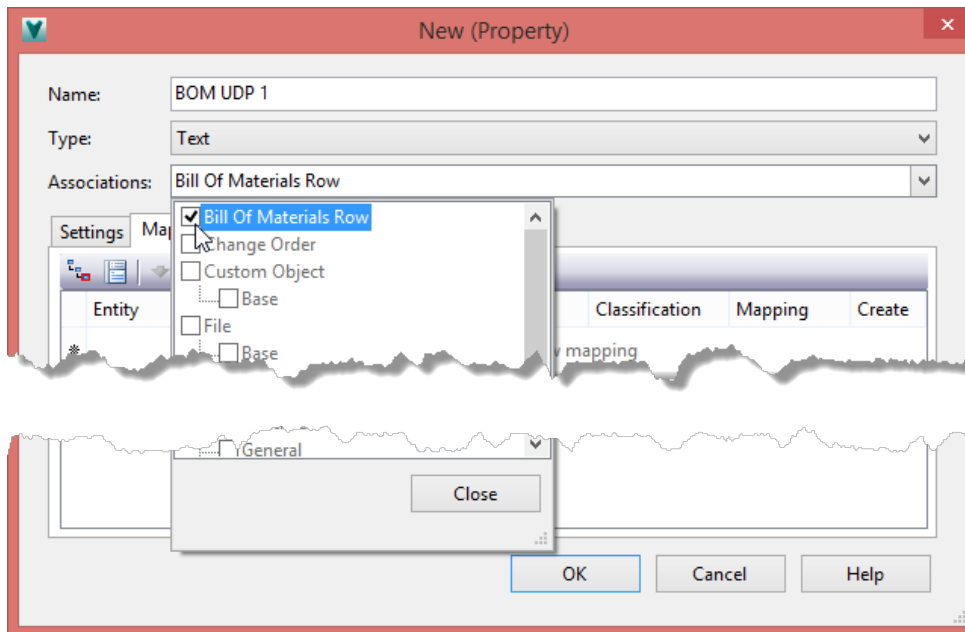 New (Property)
Name: BOM UDP 1
Type: Text
Associations: Bill Of Materials Row
Settings Map
Bill Of Materials Row
Change Order
Custom Object
Base
File
Base
Entity Classification Mapping Create
mapping
General
Close
OK Cancel Help